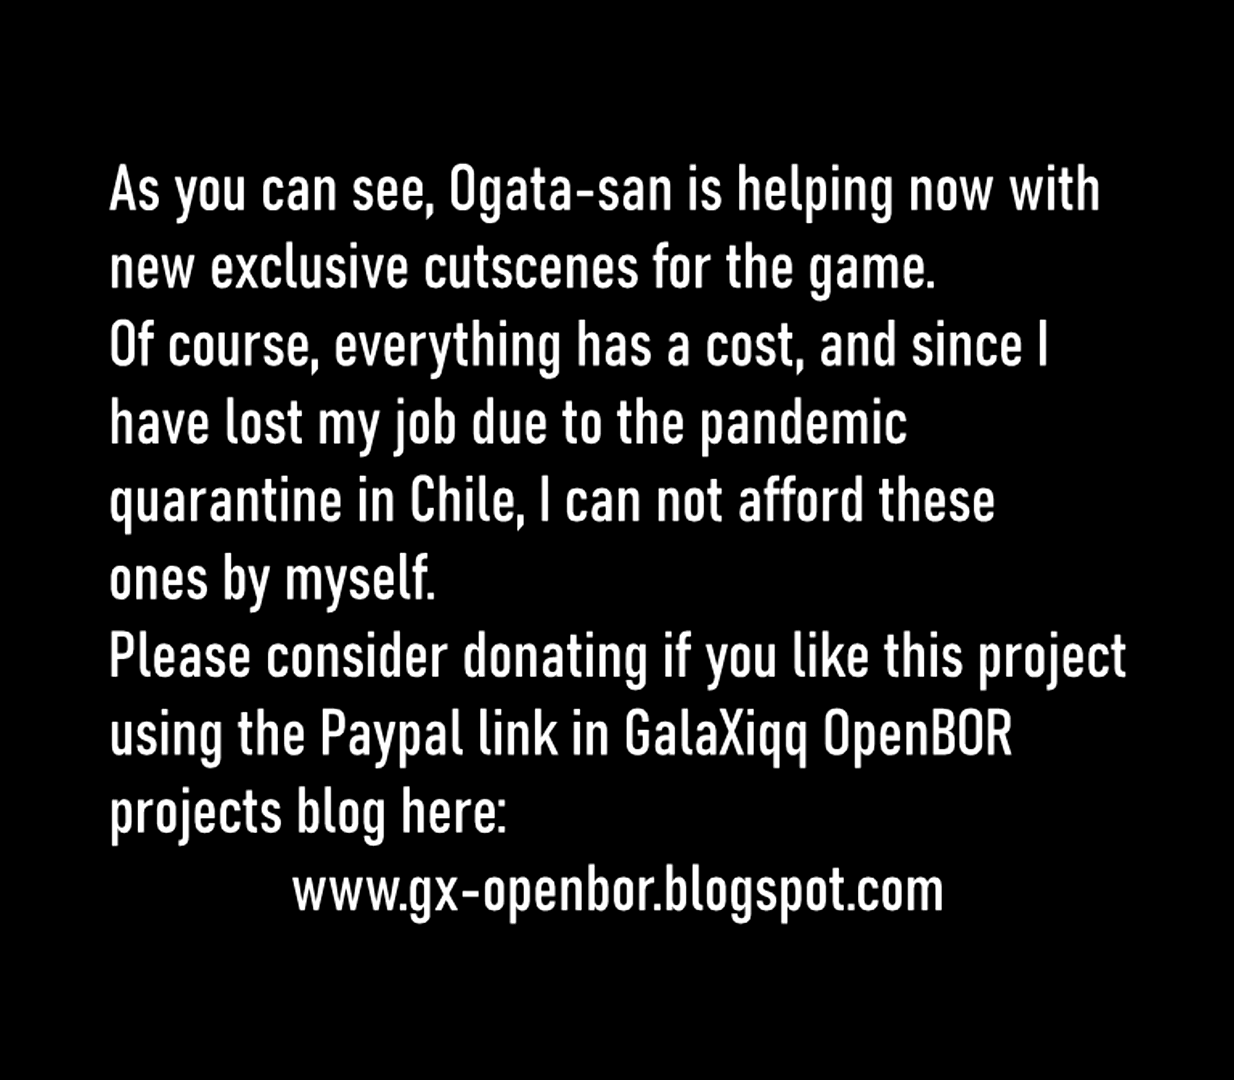 As you can see, Ogata-san is helping now with
new exclusive cutscenes for the game.
Of course, everything has a cost, and since I
have lost my job due to the pandemic
quarantine in Chile, I can not afford these
ones by myself.
Please consider donating if you like this project
using the Paypal link in GalaXiqq OpenBOR
projects blog here:
www.gx-openbor.blogspot.com